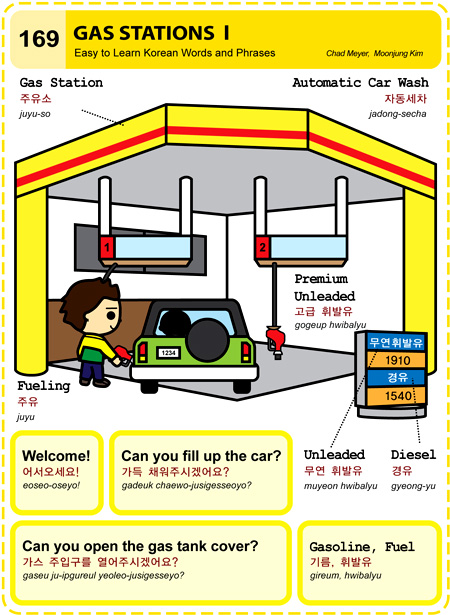 169
GAS STATIONS I
Easy to Learn Korean Words and Phrases
Chad Meyer, Moonjung Kim
Gas Station
주유소
juyu-so
Automatic Car Wash
자동세차
jadong-secha
1
2
Premium
Unleaded
고급 휘발유
gogeup hwibalyu
1234
무연휘발유
1910
경유
1540
Fueling
주유
juyu
Unleaded
무연 휘발유
muyeon hwibalyu
Diesel
경유
gyeong-yu
Welcome!
어서오세요!
eoseo-oseyo!
Can you fill up the car?
가득 채워주시겠어요?
gadeuk chaewo-jusigesseoyo?
Can you open the gas tank cover?
가스 주입구를 열어주시겠어요?
gaseu ju-ipgureul yeoleo-jusigesseyo?
Gasoline, Fuel
기름, 휘발유
gireum, hwibalyu